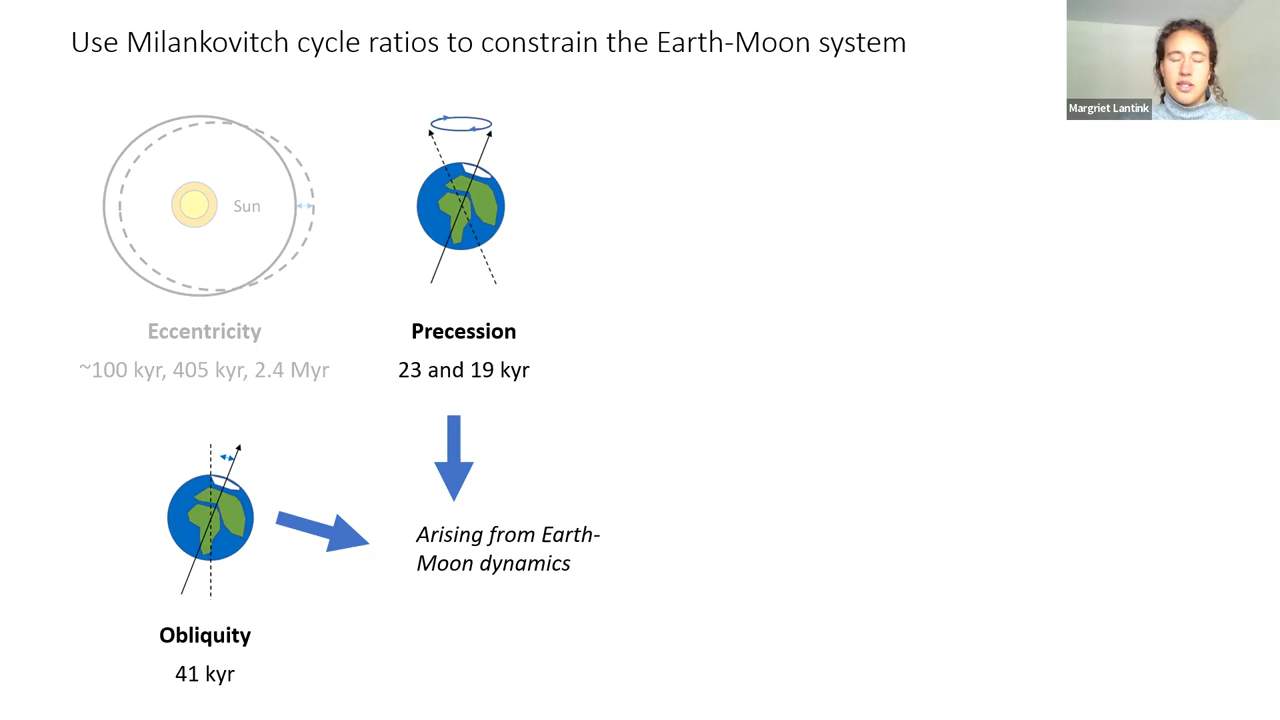 Use Milankovitch cycle ratios to constrain the Earth-Moon system
Margriet Lantink
Sun
Eccentricity
~100 kyr, 405 kyr, 2.4 Myr
Precession
23 and 19 kyr
Arising from Earth-
Moon dynamics
Obliquity
41 kyr